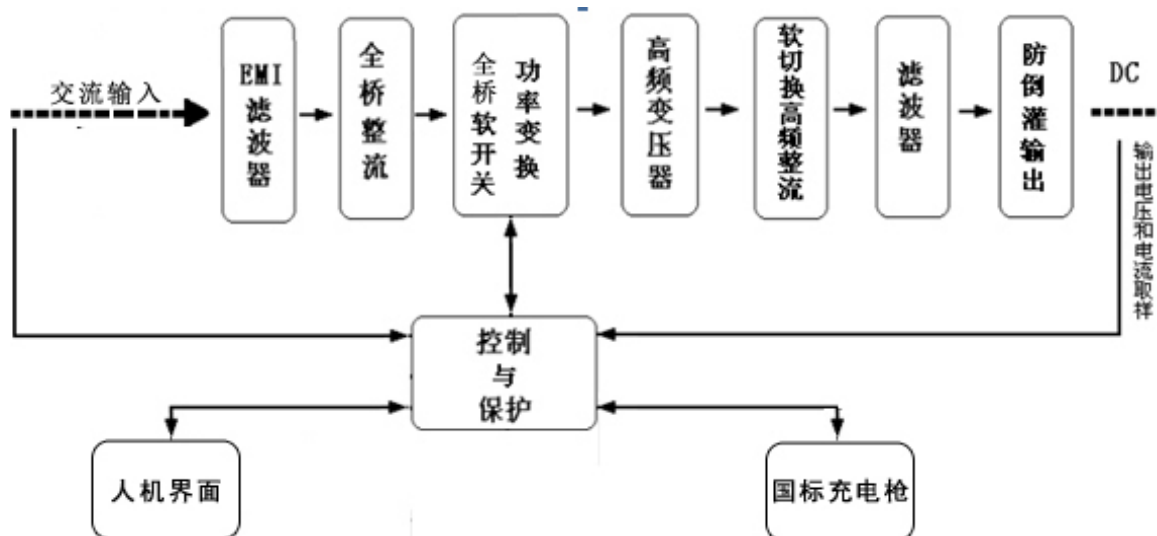 交流输入
EMI滤波器
全桥整流
全桥软开关
功率变换
高频变压器
软切换高频整流
滤波器
防倒灌输出
DC
输出电压和电流取样
控制
与
保护
人机界面
国标充电枪